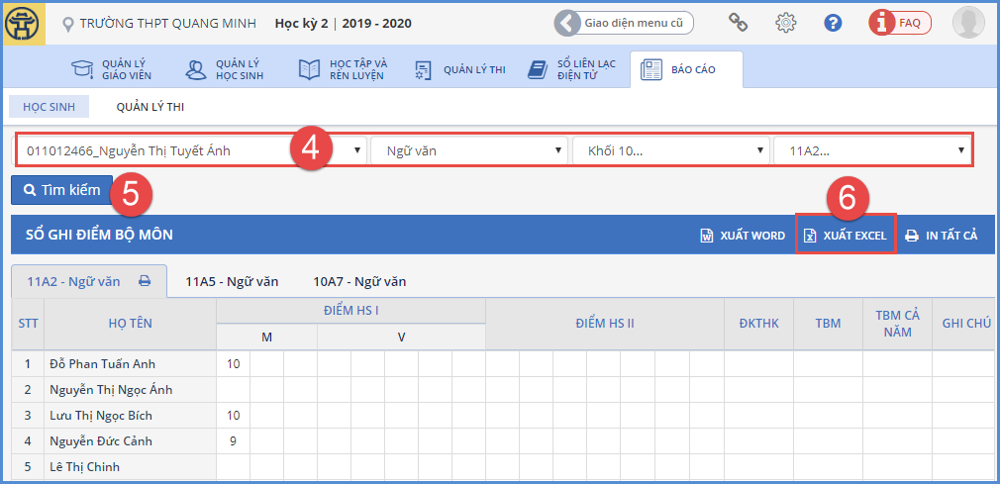 TRƯỜNG THPT QUANG MINH Học kỳ 2 | 2019 - 2020 Giao diện menu cũ FAQ
QUẢN LÝ GIÁO VIÊN
QUẢN LÝ HỌC SINH
HỌC TẬP VÀ RÈN LUYỆN
QUẢN LÝ THI
SỔ LIÊN LẠC ĐIỆN TỬ
BÁO CÁO
HỌC SINH QUẢN LÝ THI
011012466_Nguyễn Thị Tuyết Ánh 4 Ngữ văn Khối 10... 11A2...
Tìm kiếm 5 6
SỔ GHI ĐIỂM BỘ MÔN XUẤT WORD XUẤT EXCEL IN TẤT CẢ
11A2 - Ngữ văn 11A5 - Ngữ văn 10A7 - Ngữ văn
STT HỌ TÊN ĐIỂM HS I ĐIỂM HS II ĐKTHK TBM TBM CẢ NĂM GHI CHÚ
M V
1 Đỗ Phan Tuấn Anh 10
2 Nguyễn Thị Ngọc Ánh
3 Lưu Thị Ngọc Bích 10
4 Nguyễn Đức Cảnh 9
5 Lê Thị Chinh